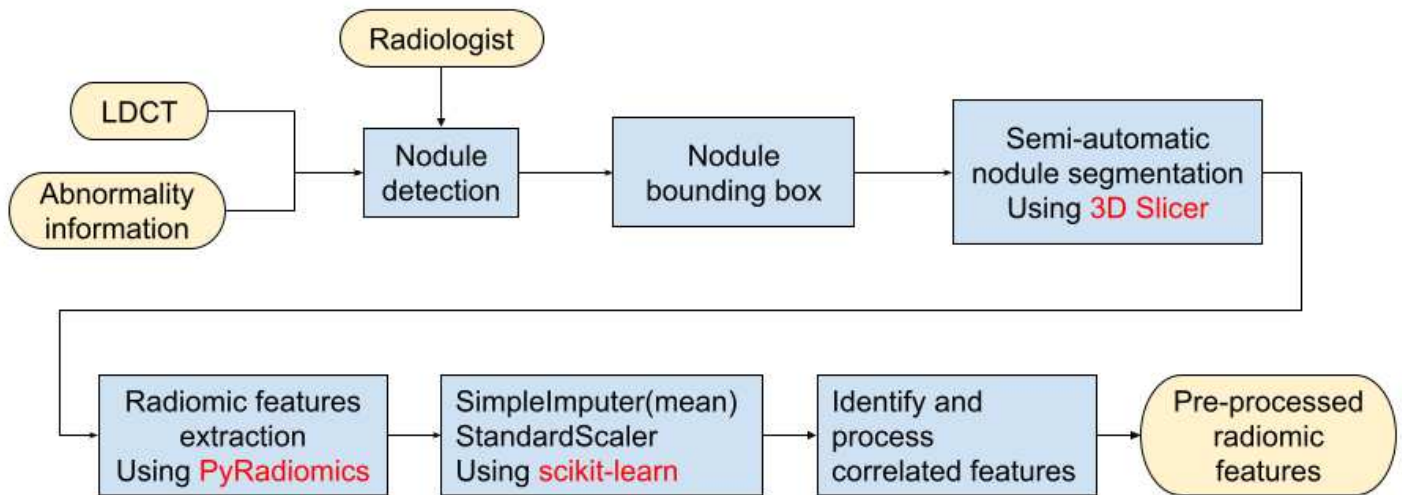 Radiologist
LDCT
Abnormality
information
Nodule
detection
Nodule
bounding box
Semi-automatic
nodule segmentation
Using 3D Slicer
Radiomic features
extraction
Using PyRadiomics
SimpleImputer(mean)
StandardScaler
Using scikit-learn
Identify and
process
correlated features
Pre-processed
radiomic
features